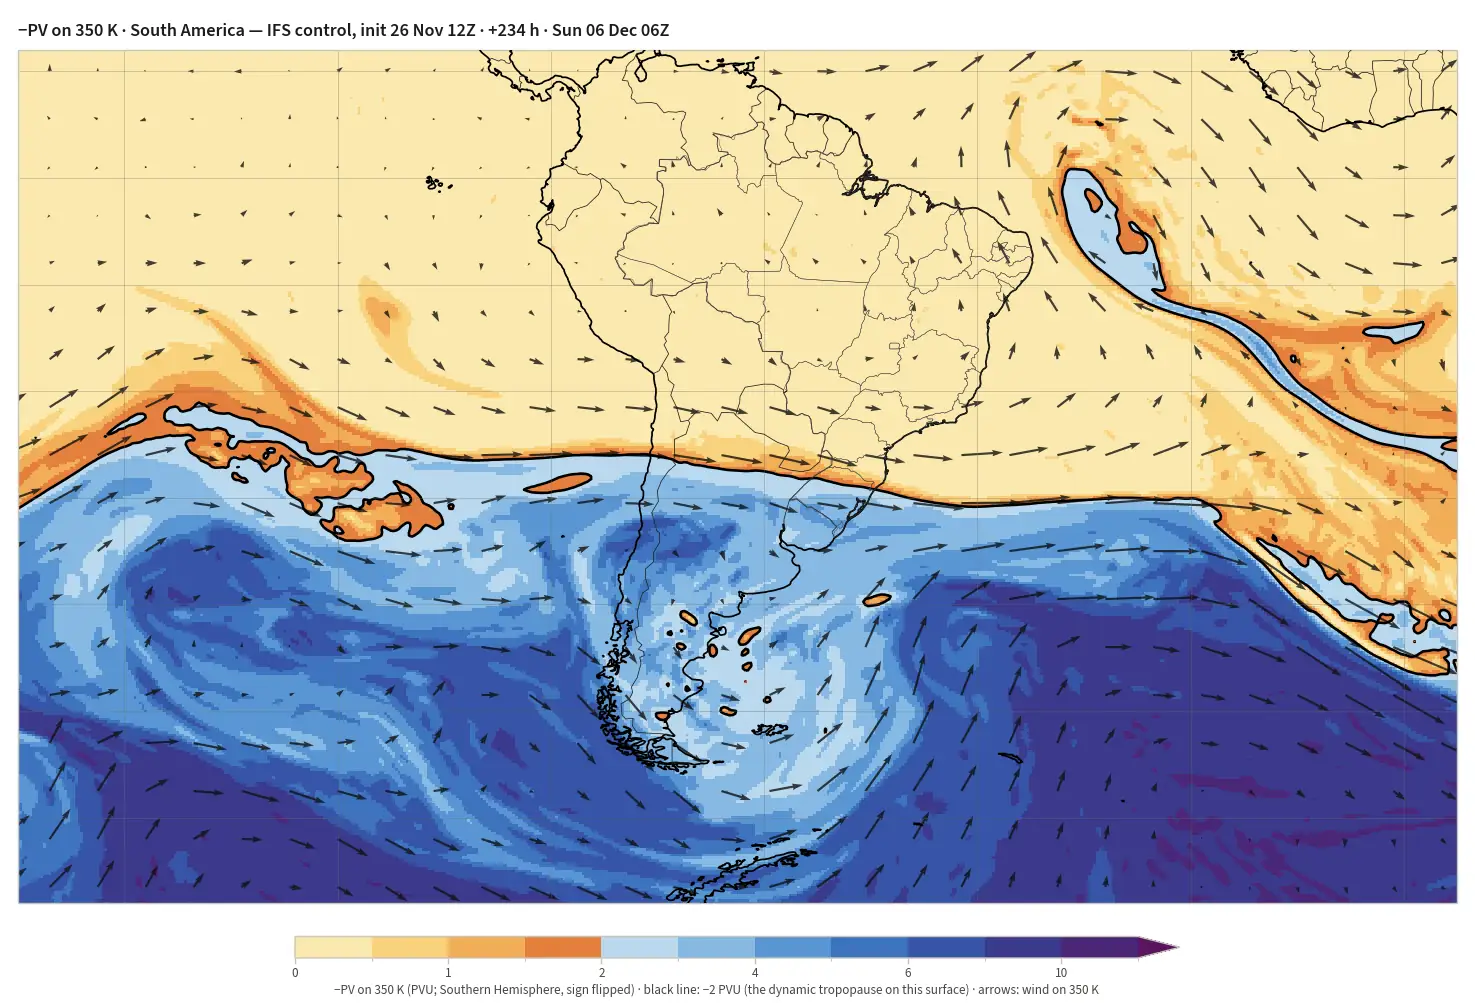 −PV on 350 K · South America — IFS control, init 26 Nov 12Z · +234 h · Sun 06 Dec 06Z
0 1 2 4 6 10
−PV on 350 K (PVU; Southern Hemisphere, sign flipped) · black line: −2 PVU (the dynamic tropopause on this surface) · arrows: wind on 350 K